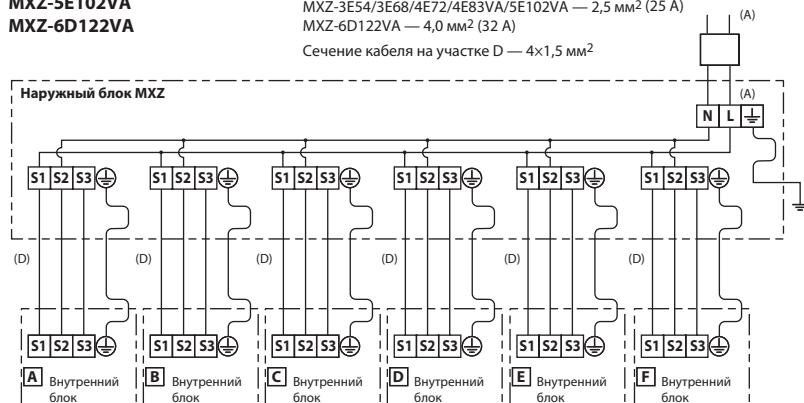 MXZ-5E102VA
MXZ-6D122VA
MXZ-3E54/3E68/4E72/4E83VA/5E102VA — 2,5 мм2 (25 А)
MXZ-6D122VA — 4,0 мм2 (32 А)
Сечение кабеля на участке D — 4×1,5 мм2
(A)
Наружный блок MXZ
(A)
N L
S1 S2 S3 S1 S2 S3 S1 S2 S3 S1 S2 S3 S1 S2 S3 S1 S2 S3
(D) (D) (D) (D) (D) (D)
S1 S2 S3 S1 S2 S3 S1 S2 S3 S1 S2 S3 S1 S2 S3 S1 S2 S3
A Внутренний блок
B Внутренний блок
C Внутренний блок
D Внутренний блок
E Внутренний блок
F Внутренний блок